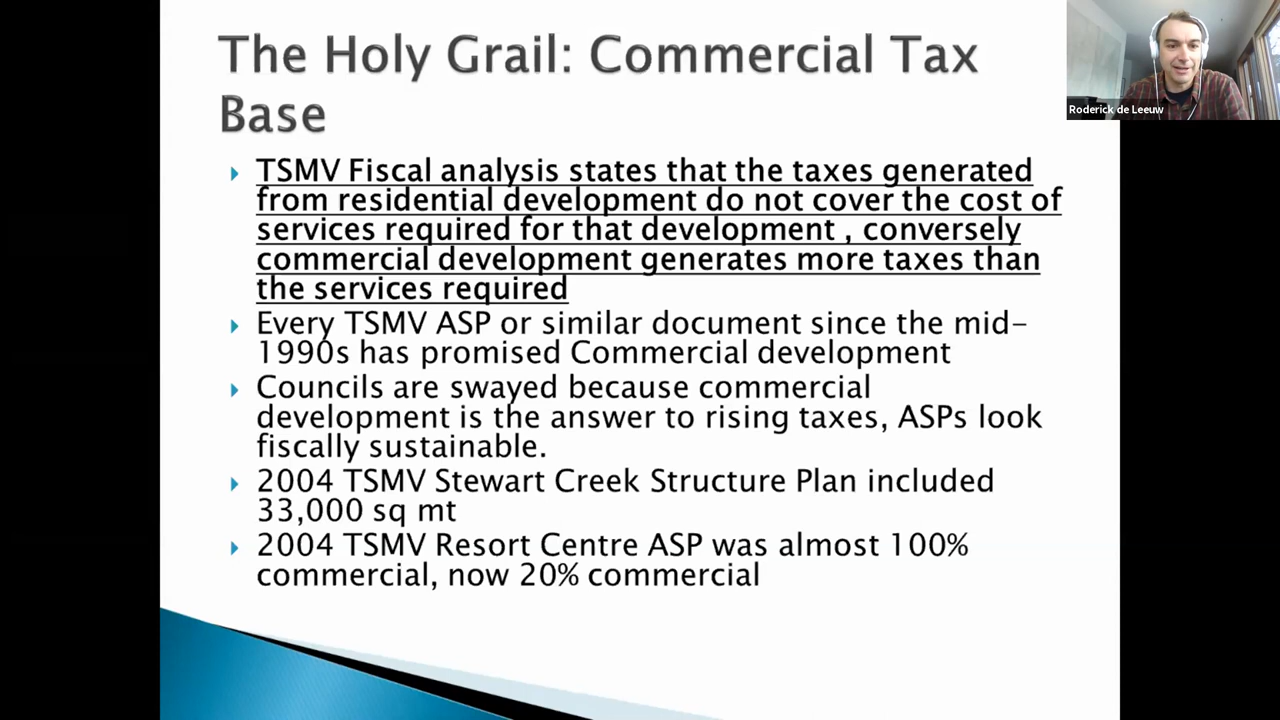 The Holy Grail: Commercial Tax
Base
TSMV Fiscal analysis states that the taxes generated
from residential development do not cover the cost of
services required for that development , conversely
commercial development generates more taxes than
the services required
Every TSMV ASP or similar document since the mid-
1990s has promised Commercial development
Councils are swayed because commercial
development is the answer to rising taxes, ASPs look
fiscally sustainable.
2004 TSMV Stewart Creek Structure Plan included
33,000 sq mt
2004 TSMV Resort Centre ASP was almost 100%
commercial, now 20% commercial
Roderick de Leeuw